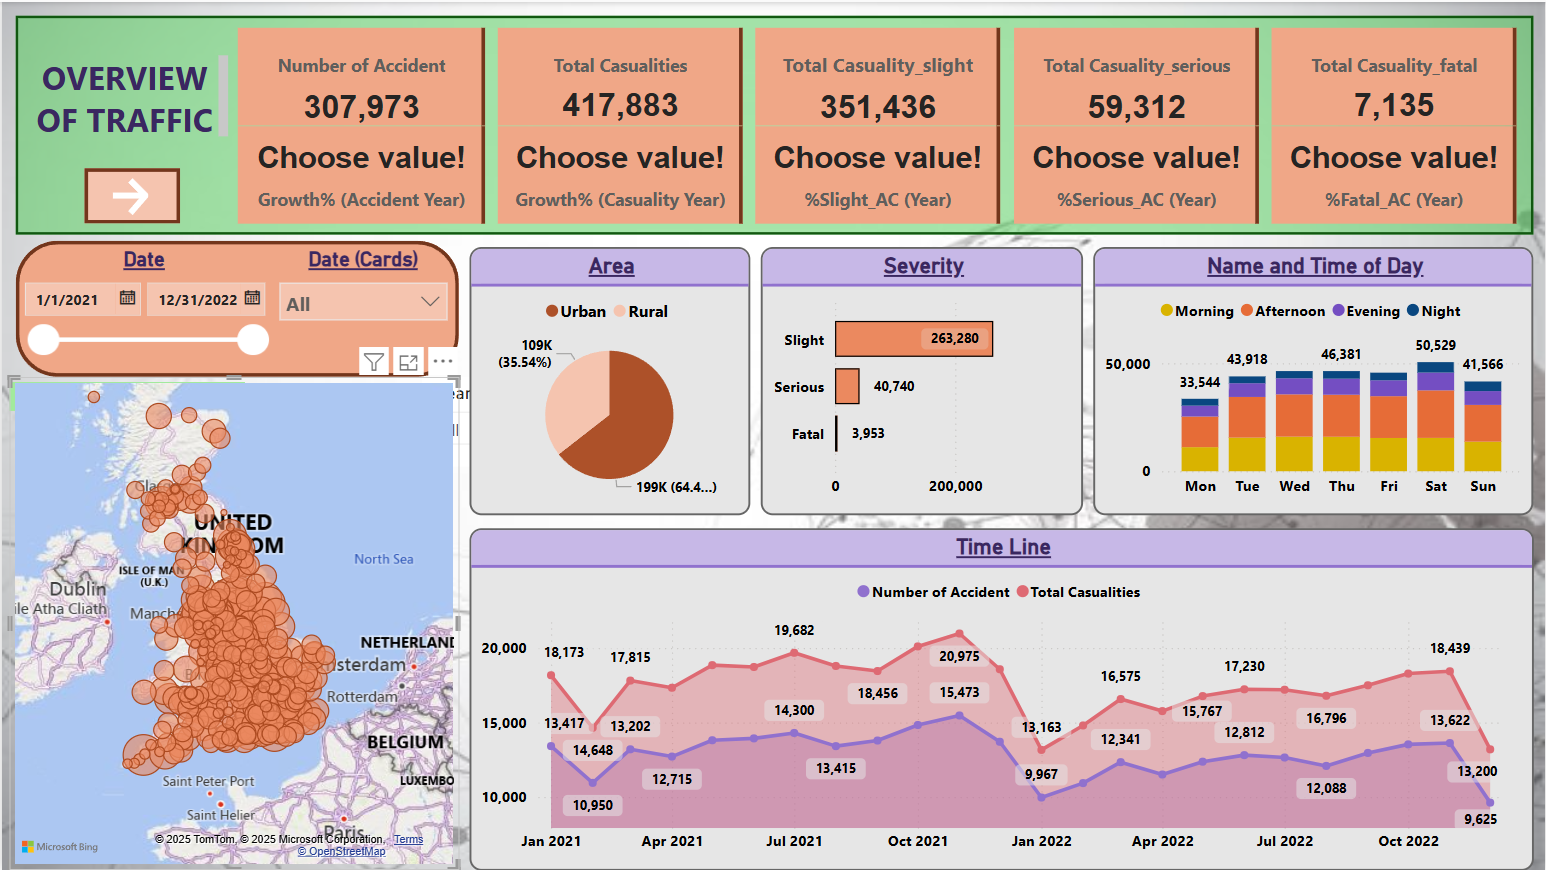 OVERVIEW
OF TRAFFIC
Number of Accident
307,973
Choose value!
Growth% (Accident Year)
Total Casualities
417,883
Choose value!
Growth% (Casuality Year)
Total Casuality_slight
351,436
Choose value!
%Slight_AC (Year)
Total Casuality_serious
59,312
Choose value!
%Serious_AC (Year)
Total Casuality_fatal
7,135
Choose value!
%Fatal_AC (Year)
Date
1/1/2021
12/31/2022
Date (Cards)
All
Area
Urban
Rural
109K
(35.54%)
199K (64.4...)
Severity
Slight
263,280
Serious
40,740
Fatal
3,953
0
200,000
Name and Time of Day
Morning
Afternoon
Evening
Night
50,000
0
33,544
43,918
46,381
50,529
41,566
Mon
Tue
Wed
Thu
Fri
Sat
Sun
UNITED
KINGDOM
North Sea
ISLE OF MAN
(U.K.)
Dublin
ile Atha Cliath
Manch
NETHERLAND
msterdam
Rotterdam
BELGIUM
LUXEMBO
Saint Peter Port
Saint Helier
Paris
Microsoft Bing
© 2025 TomTom, © 2025 Microsoft Corporation, Terms
© OpenStreetMap
Time Line
Number of Accident
Total Casualities
20,000
15,000
10,000
18,173
17,815
19,682
18,456
20,975
13,163
16,575
15,767
17,230
16,796
18,439
13,200
13,417
14,648
13,202
10,950
12,715
14,300
13,415
15,473
9,967
12,341
12,812
12,088
13,622
9,625
Jan 2021
Apr 2021
Jul 2021
Oct 2021
Jan 2022
Apr 2022
Jul 2022
Oct 2022